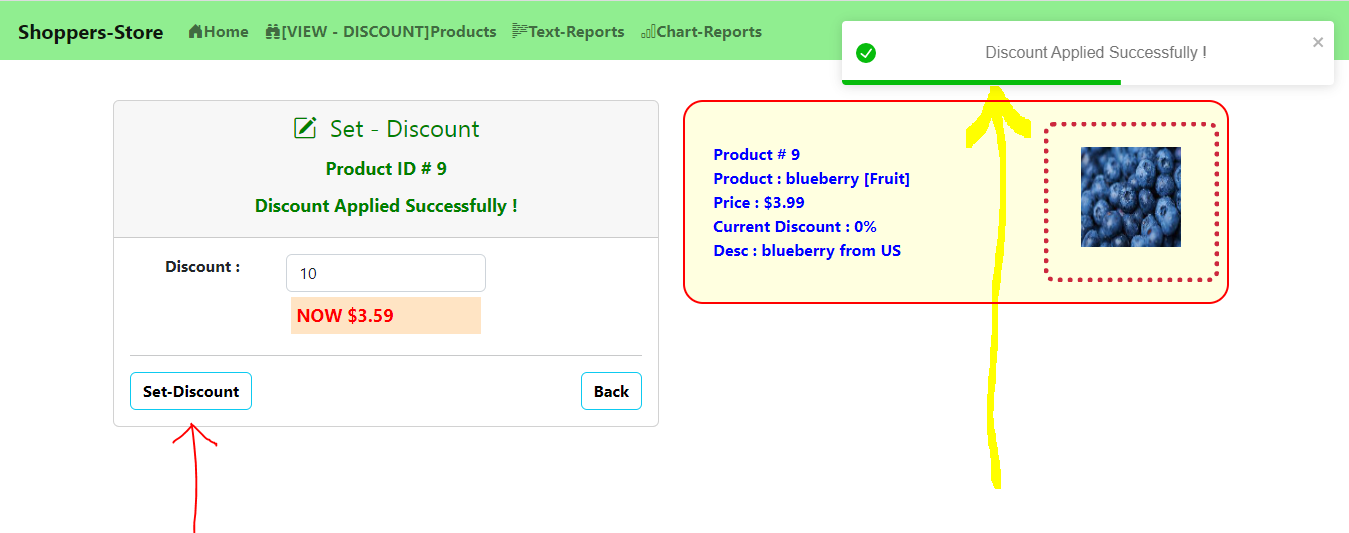 Shoppers-Store Home [VIEW - DISCOUNT]Products Text-Reports Chart-Reports
Discount Applied Successfully !
Set - Discount
Product ID # 9
Discount Applied Successfully !
Discount : 10
NOW $3.59
Set-Discount Back
Product # 9
Product : blueberry [Fruit]
Price : $3.99
Current Discount : 0%
Desc : blueberry from US